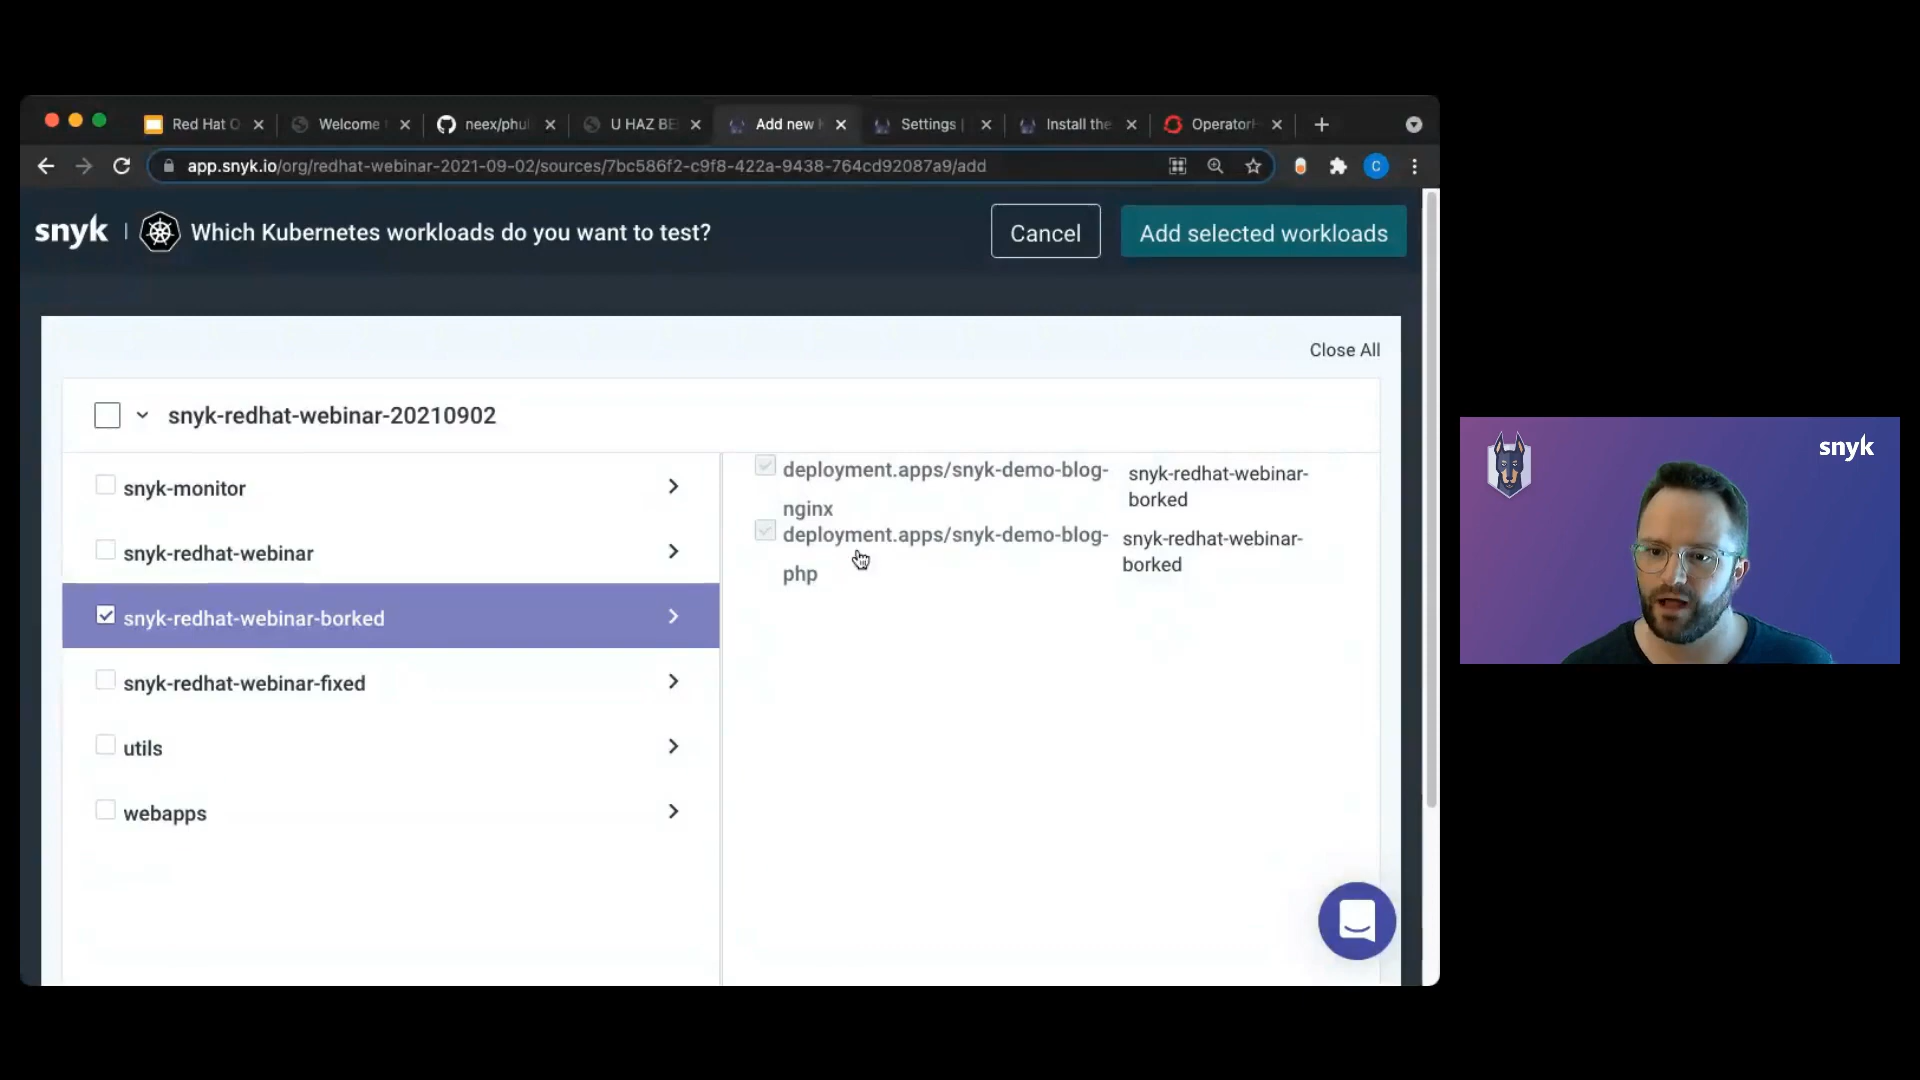 Red Hat O
Welcome
neex/phui
U HAZ BE
Add new
Settings
Install the
Operator
app.snyk.io/org/redhat-webinar-2021-09-02/sources/7bc586f2-c9f8-422a-9438-764cd92087a9/add
C
snyk
Which Kubernetes workloads do you want to test?
Cancel
Add selected workloads
Close All
snyk-redhat-webinar-20210902
snyk-monitor
snyk-redhat-webinar
snyk-redhat-webinar-borked
snyk-redhat-webinar-fixed
utils
webapps
deployment.apps/snyk-demo-blog-
nginx
snyk-redhat-webinar-
borked
deployment.apps/snyk-demo-blog-
php
snyk-redhat-webinar-
borked
snyk